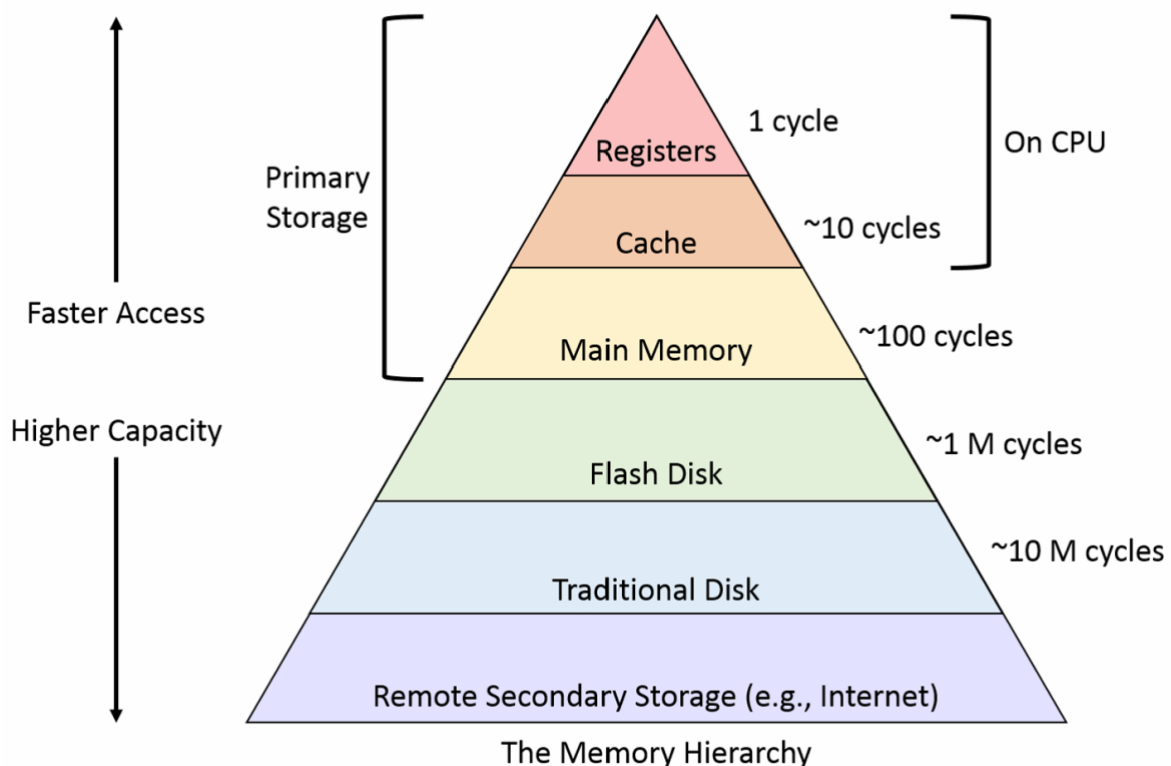 1 cycle
On CPU
Registers
Primary
Storage
~10 cycles
Cache
Faster Access
~100 cycles
Main Memory
Higher Capacity
~1 M cycles
Flash Disk
~10 M cycles
Traditional Disk
Remote Secondary Storage (e.g., Internet)
The Memory Hierarchy